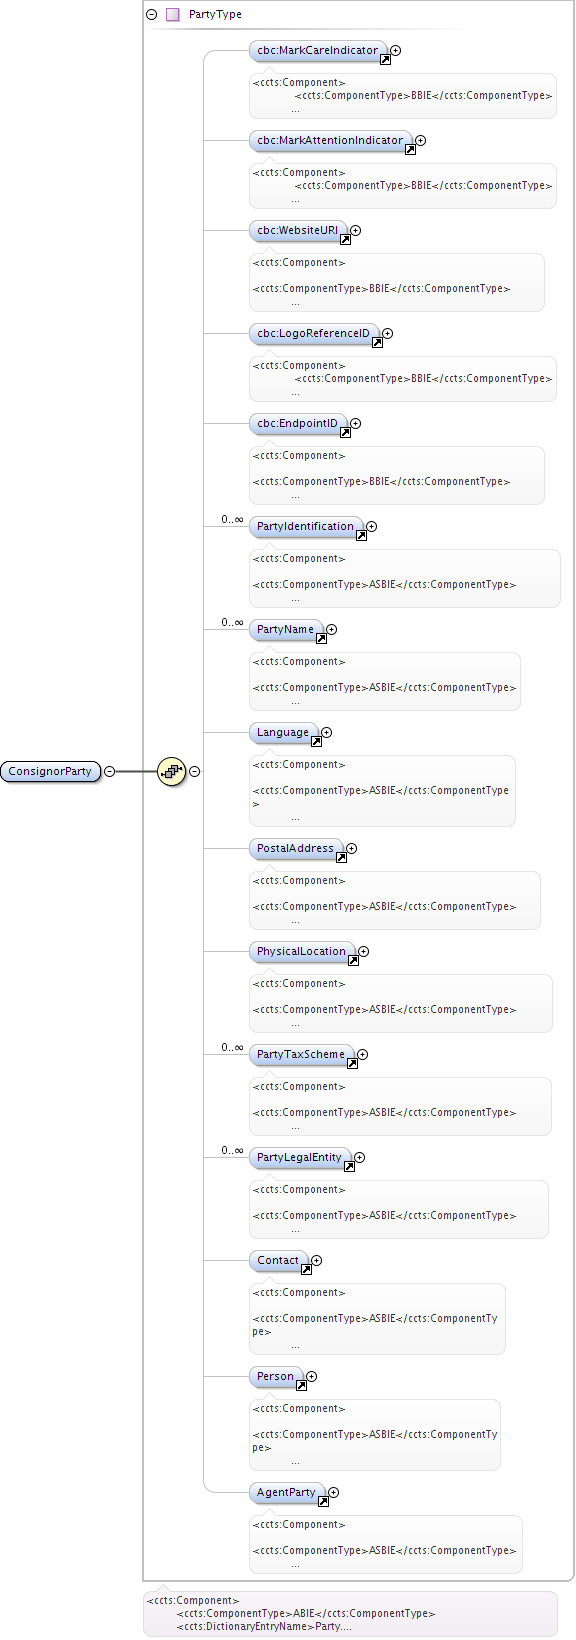 PartyType
cbc:MarkCareIndicator
<ccts:Component>
<ccts:ComponentType>BBIE</ccts:ComponentType>
...
cbc:MarkAttentionIndicator
<ccts:Component>
<ccts:ComponentType>BBIE</ccts:ComponentType>
...
cbc:WebsiteURI
<ccts:Component>
<ccts:ComponentType>BBIE</ccts:ComponentType>
...
cbc:LogoReferenceID
<ccts:Component>
<ccts:ComponentType>BBIE</ccts:ComponentType>
...
cbc:EndpointID
<ccts:Component>
<ccts:ComponentType>BBIE</ccts:ComponentType>
...
0..∞
PartyIdentification
<ccts:Component>
<ccts:ComponentType>ASBIE</ccts:ComponentType>
...
0..∞
PartyName
<ccts:Component>
<ccts:ComponentType>ASBIE</ccts:ComponentType>
...
Language
<ccts:Component>
<ccts:ComponentType>ASBIE</ccts:ComponentType
>
...
ConsignorParty
PostalAddress
<ccts:Component>
<ccts:ComponentType>ASBIE</ccts:ComponentType>
...
PhysicalLocation
<ccts:Component>
<ccts:ComponentType>ASBIE</ccts:ComponentType>
...
0..∞
PartyTaxScheme
<ccts:Component>
<ccts:ComponentType>ASBIE</ccts:ComponentType>
...
0..∞
PartyLegalEntity
<ccts:Component>
<ccts:ComponentType>ASBIE</ccts:ComponentType>
...
Contact
<ccts:Component>
<ccts:ComponentType>ASBIE</ccts:ComponentTy
pe>
...
Person
<ccts:Component>
<ccts:ComponentType>ASBIE</ccts:ComponentTy
pe>
...
AgentParty
<ccts:Component>
<ccts:ComponentType>ASBIE</ccts:ComponentType>
...
<ccts:Component>
<ccts:ComponentType>ABIE</ccts:ComponentType>
<ccts:DictionaryEntryName>Party....